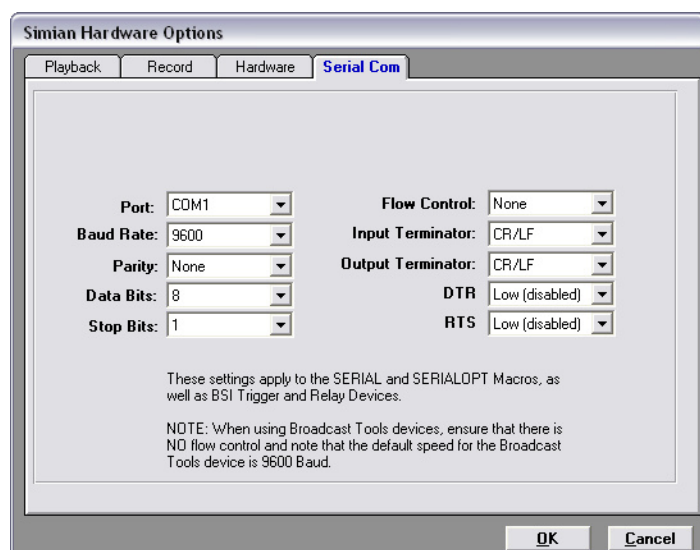 Simian Hardware Options
Playback Record Hardware Serial Com
Port: COM1 Flow Control: None
Baud Rate: 9600 Input Terminator: CR/LF
Parity: None Output Terminator: CR/LF
Data Bits: 8 DTR Low (disabled)
Stop Bits: 1 RTS Low (disabled)
These settings apply to the SERIAL and SERIALOPT Macros, as
well as BSI Trigger and Relay Devices.
NOTE: When using Broadcast Tools devices, ensure that there is
NO flow control and note that the default speed for the Broadcast
Tools device is 9600 Baud.
OK Cancel